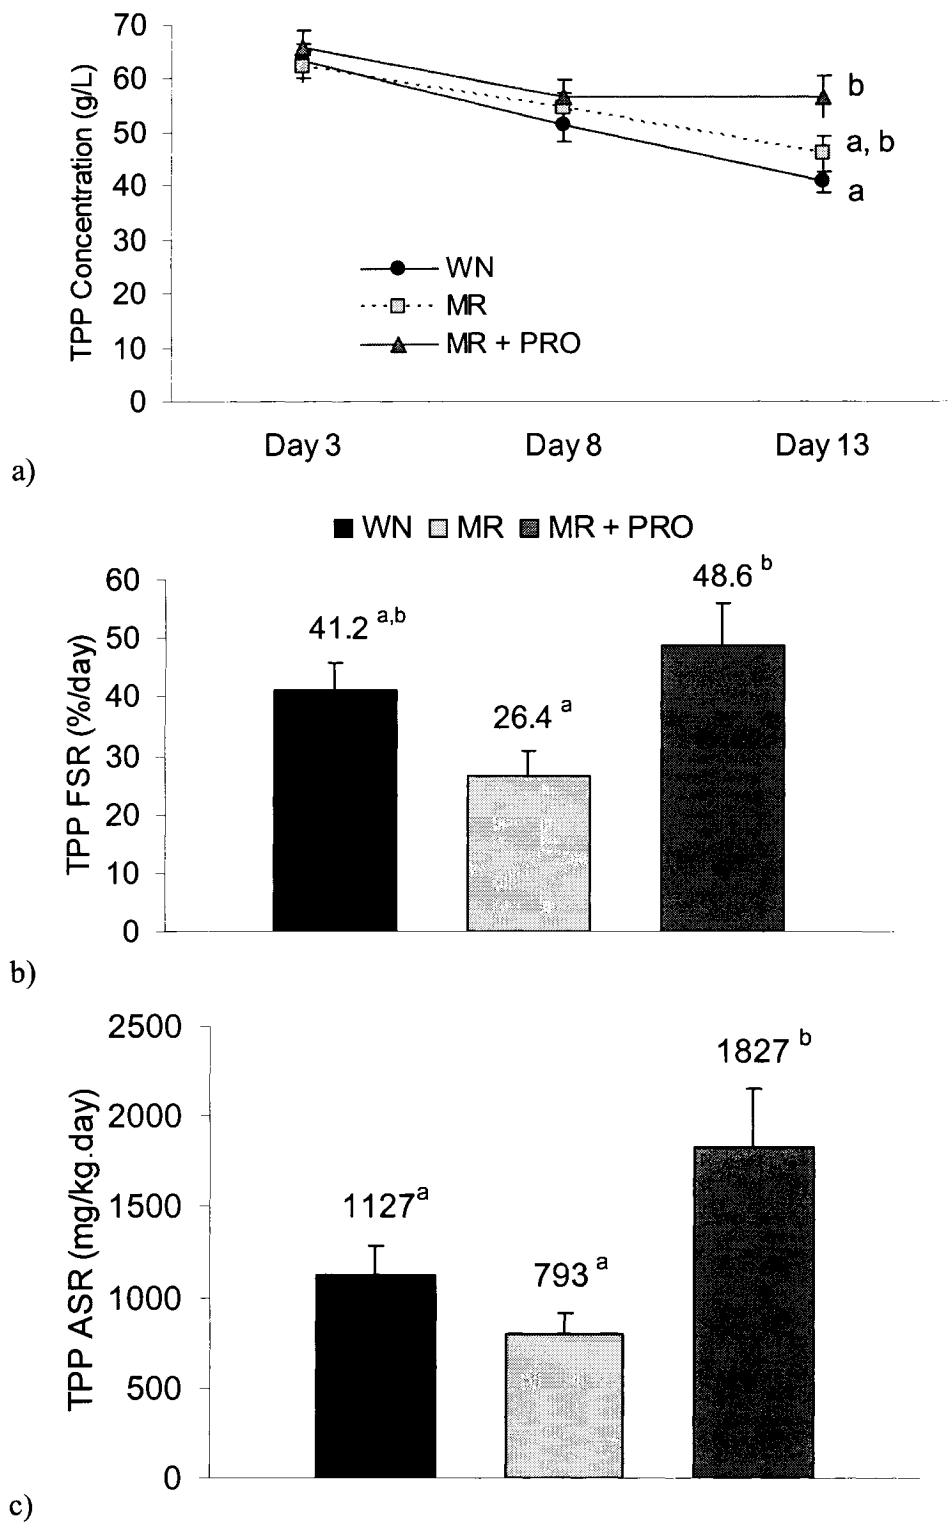 70
60
50
40
30
20
10
0
TPP Concentration (g/L)
b
a, b
a
WN
MR
MR + PRO
Day 3 Day 8 Day 13
a)
WN MR MR + PRO
60
50
40
30
20
10
0
TPP FSR (%/day)
41.2 a,b
26.4 a
48.6 b
b)
2500
2000
1500
1000
500
0
TPP ASR (mg/kg.day)
1127a
793 a
1827 b
c)